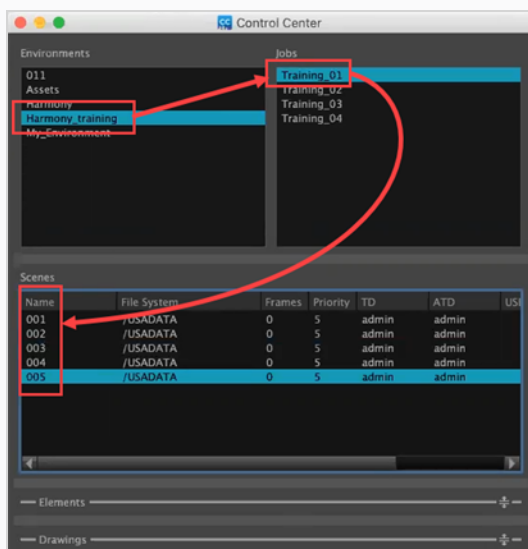 Control Center
Environments
Jobs
011
Assets
Harmony
Harmony_training
My_Environment
Training_01
Training_02
Training_03
Training_04
Scenes
Name File System Frames Priority TD ATD USI
001 /USADATA 0 5 admin admin
002 /USADATA 0 5 admin admin
003 /USADATA 0 5 admin admin
004 /USADATA 0 5 admin admin
005 /USADATA 0 5 admin admin
Elements
Drawings